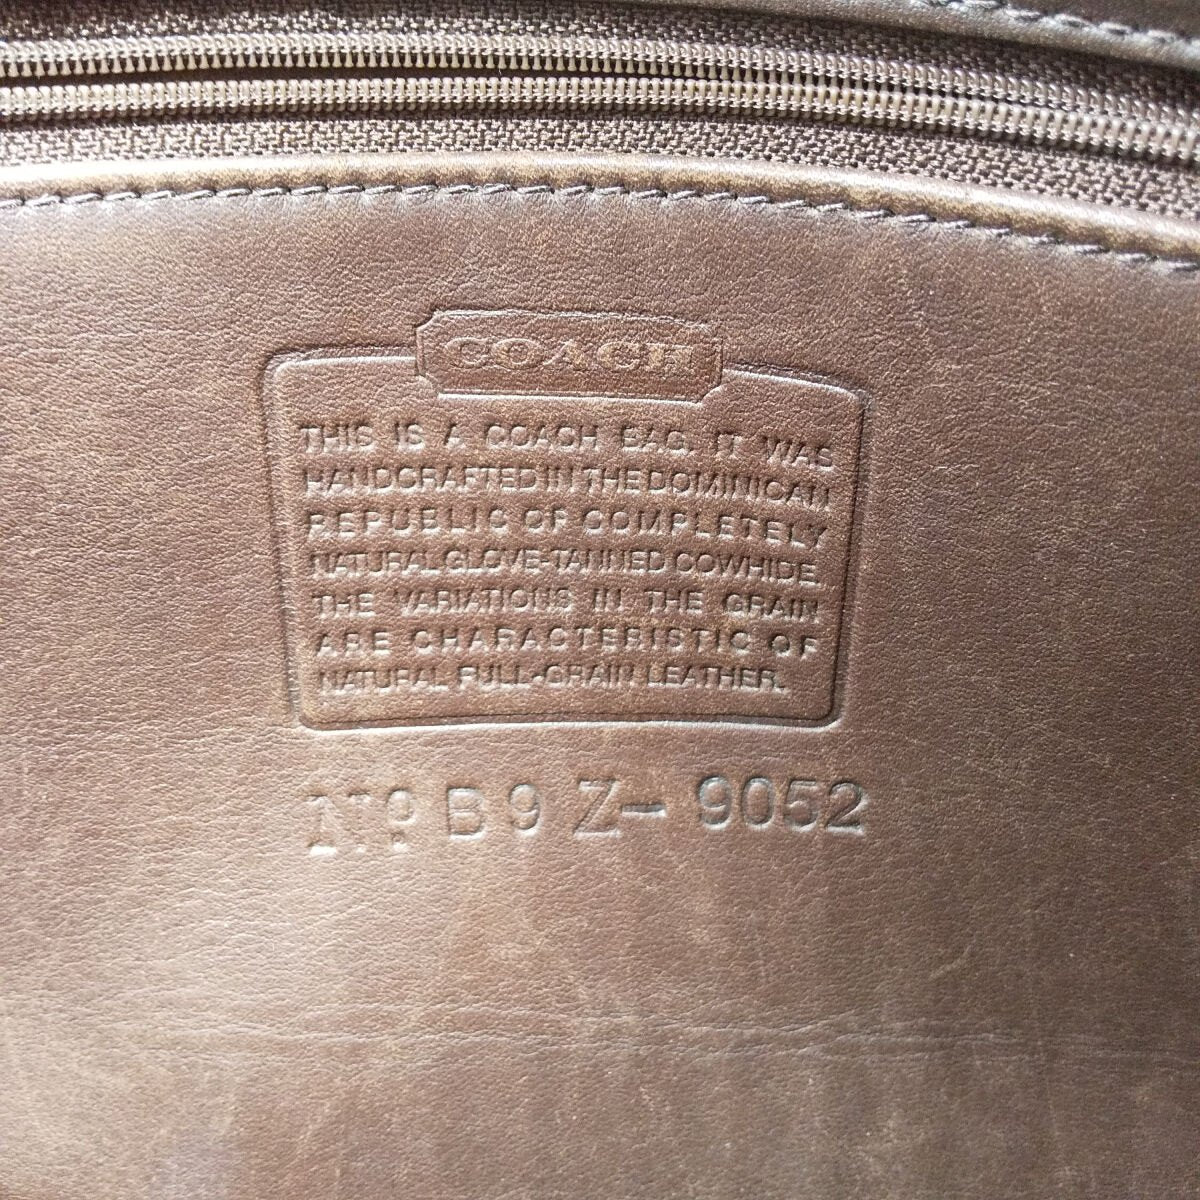 COACH
THIS IS A COACH BAG. IT WAS
HANDCRAFTED IN THE DOMINICAN
REPUBLIC OF COMPLETELY
NATURAL GLOVE-TANNED COWHIDE.
THE VARIATIONS IN THE GRAIN
ARE CHARACTERISTIC OF
NATURAL FULL-GRAIN LEATHER.
Nº B9Z-9052